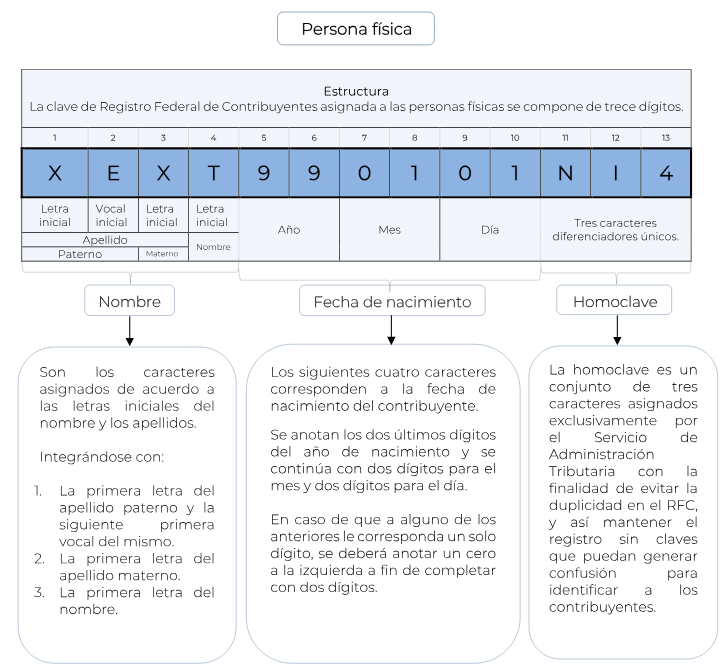 Persona física
Estructura
La clave de Registro Federal de Contribuyentes asignada a las personas físicas se compone de trece dígitos.
1 2 3 4 5 6 7 8 9 10 11 12 13
X E X T 9 9 0 1 0 1 N I 4
Letra inicial
Vocal inicial
Letra inicial
Letra inicial
Apellido
Paterno
Materno
Nombre
Año
Mes
Día
Tres caracteres
diferenciadores únicos.
Nombre
Fecha de nacimiento
Homoclave
Son los caracteres
asignados de acuerdo a
las letras iniciales del
nombre y los apellidos.
Integrándose con:
1. La primera letra del
apellido paterno y la
siguiente primera
vocal del mismo.
2. La primera letra del
apellido materno.
3. La primera letra del
nombre.
Los siguientes cuatro caracteres
corresponden a la fecha de
nacimiento del contribuyente.
Se anotan los dos últimos dígitos
del año de nacimiento y se
continúa con dos dígitos para el
mes y dos dígitos para el día.
En caso de que a alguno de los
anteriores le corresponda un solo
dígito, se deberá anotar un cero
a la izquierda a fin de completar
con dos dígitos.
La homoclave es un
conjunto de tres
caracteres asignados
exclusivamente por
el Servicio de
Administración
Tributaria con la
finalidad de evitar la
duplicidad en el RFC,
y así mantener el
registro sin claves
que puedan generar
confusión para
identificar a los
contribuyentes.